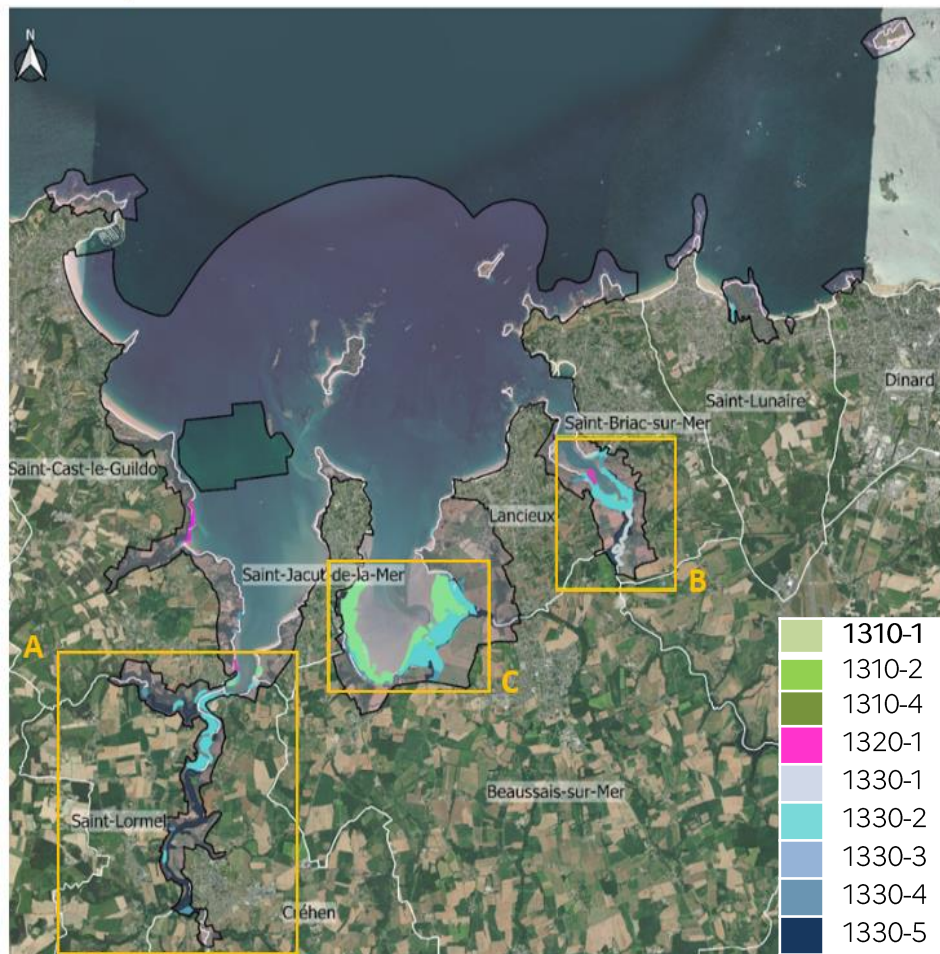 N
Dinard
Saint-Lunaire
Saint-Briac-sur-Mer
Saint-Cast-le-Guildo
Lancieux
Saint-Jacut-de-la-Mer
B
A
C
Beaussais-sur-Mer
Saint-Lormel
Créhen
1310-1
1310-2
1310-4
1320-1
1330-1
1330-2
1330-3
1330-4
1330-5